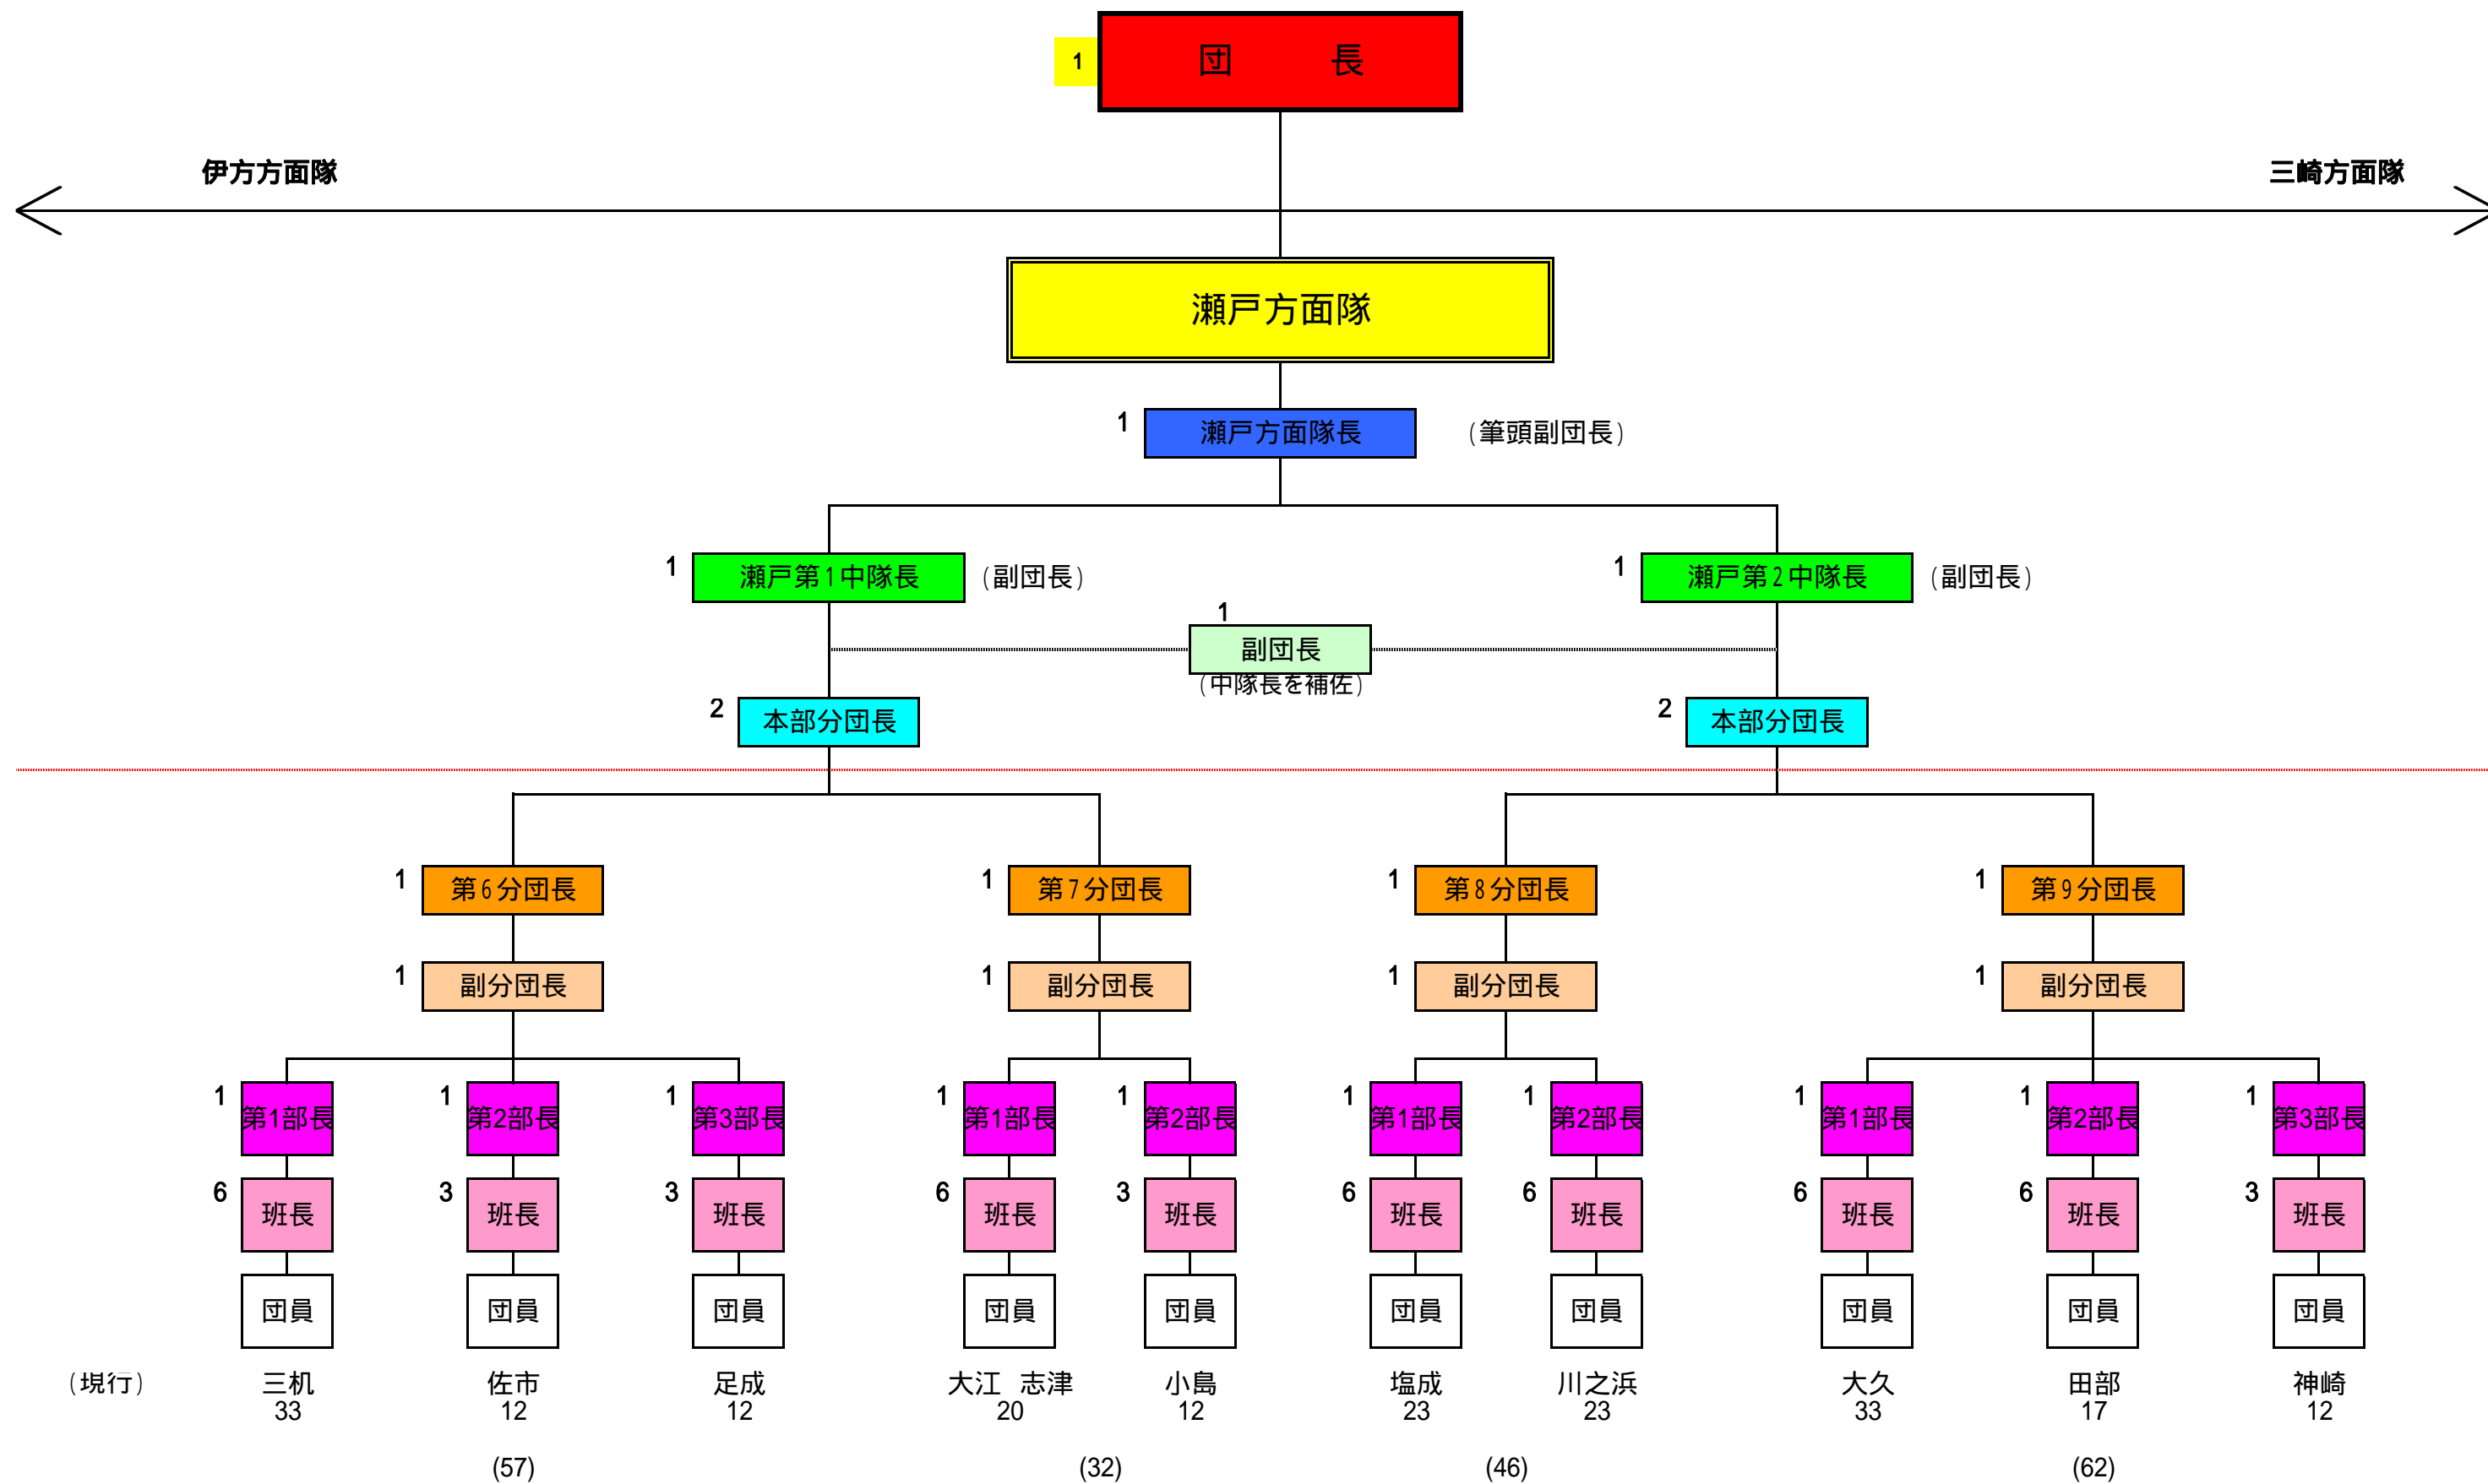 1
団　　長
伊方方面隊
三崎方面隊
瀬戸方面隊
1
瀬戸方面隊長
(筆頭副団長)
1
瀬戸第1中隊長
(副団長)
1
瀬戸第2中隊長
(副団長)
1
副団長
(中隊長を補佐)
2
本部分団長
2
本部分団長
1 第6分団長 1 第7分団長 1 第8分団長 1 第9分団長
1 副分団長 1 副分団長 1 副分団長 1 副分団長
1 第1部長 1 第2部長 1 第3部長 1 第1部長 1 第2部長 1 第1部長 1 第2部長 1 第1部長 1 第2部長 1 第3部長
6 班長 3 班長 3 班長 6 班長 3 班長 6 班長 6 班長 6 班長 6 班長 3 班長
団員 団員 団員 団員 団員 団員 団員 団員 団員 団員
(現行) 三机 佐市 足成 大江 志津 小島 塩成 川之浜 大久 田部 神崎
33 12 12 20 12 23 23 33 17 12
(57) (32) (46) (62)